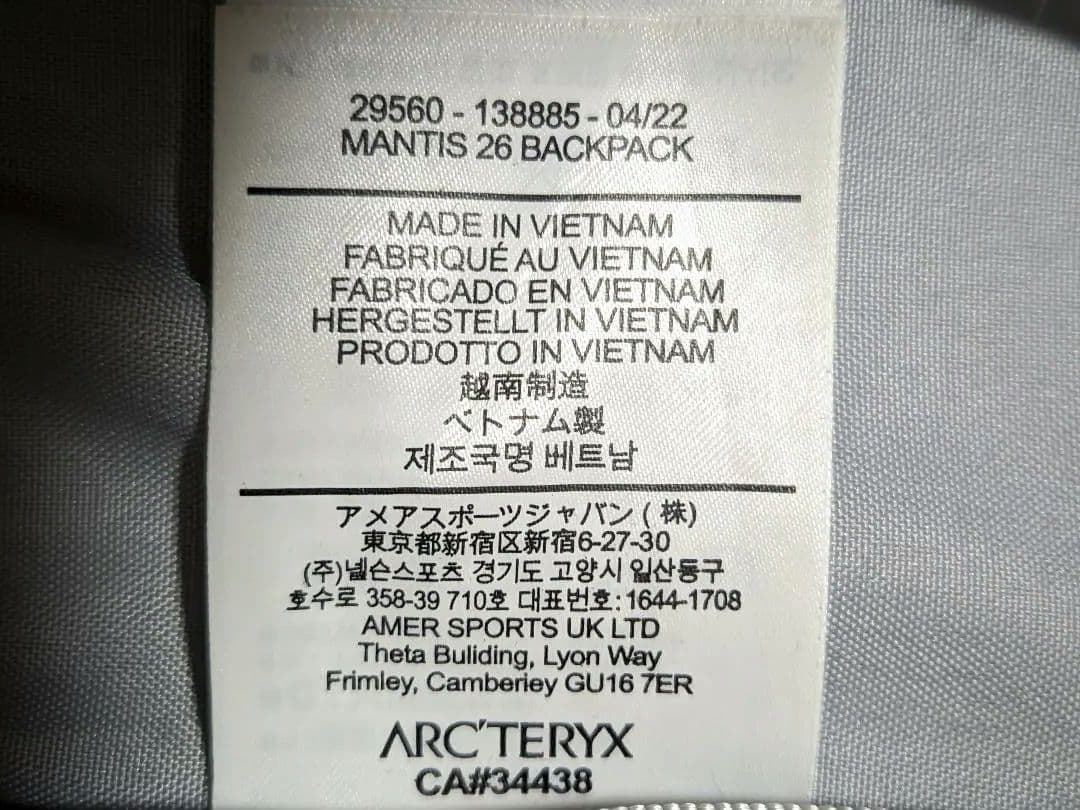 29560 - 138885 - 04/22
MANTIS 26 BACKPACK
MADE IN VIETNAM
FABRIQUÉ AU VIETNAM
FABRICADO EN VIETNAM
HERGESTELLT IN VIETNAM
PRODOTTO IN VIETNAM
越南制造
ベトナム製
제조국명 베트남
アメアスポーツジャバン ( 株)
東京都新宿区新宿6-27-30
(주)넬슨스포츠 경기도 고양시 일산동구
호수로 358-39 710호 대표번호: 1644-1708
AMER SPORTS UK LTD
Theta Buliding, Lyon Way
Frimley, Camberiey GU16 7ER
ARC'TERYX
CA#34438